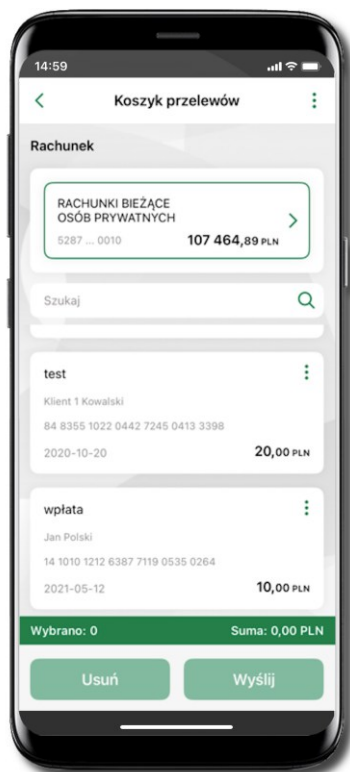 14:59
Koszyk przelewów
Rachunek
RACHUNKI BIEŻĄCE
OSÓB PRYWATNYCH
5287 ... 0010 107 464,89 PLN
Szukaj
test
Klient 1 Kowalski
84 8355 1022 0442 7245 0413 3398
2020-10-20 20,00 PLN
wpłata
Jan Polski
14 1010 1212 6387 7119 0535 0264
2021-05-12 10,00 PLN
Wybrano: 0 Suma: 0,00 PLN
Usuń Wyślij